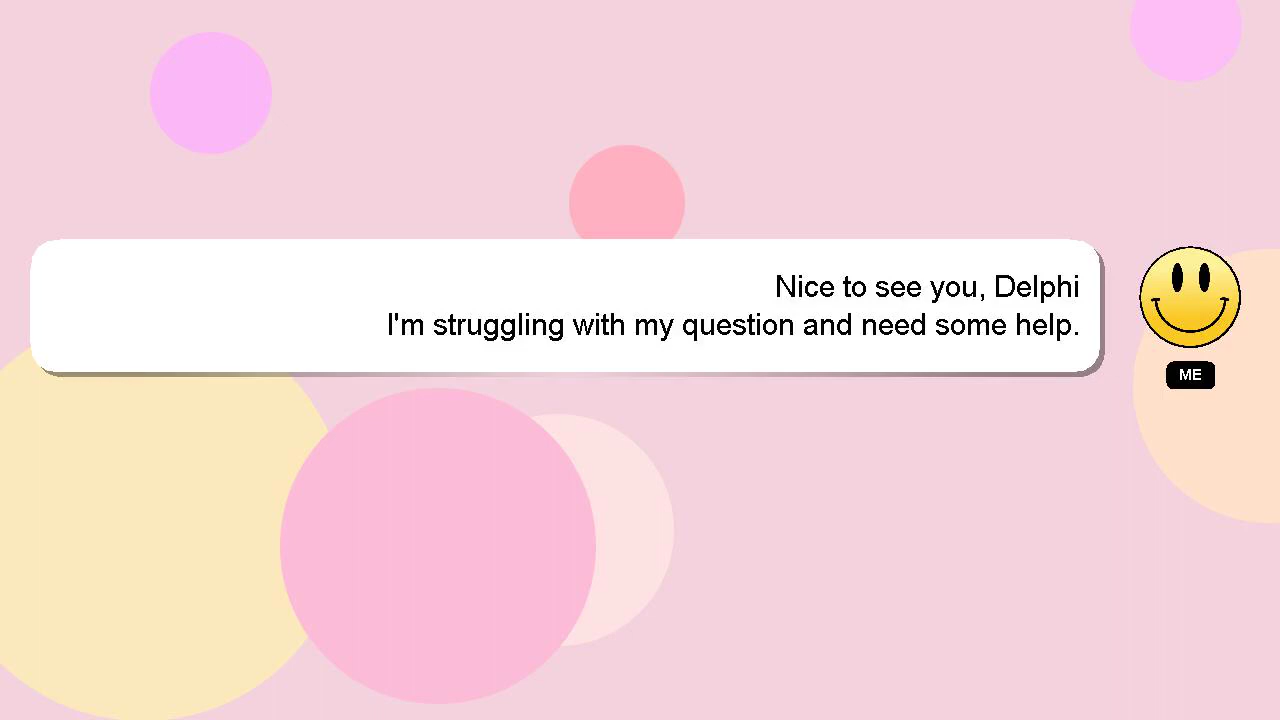 Nice to see you, Delphi
I'm struggling with my question and need some help.
ME